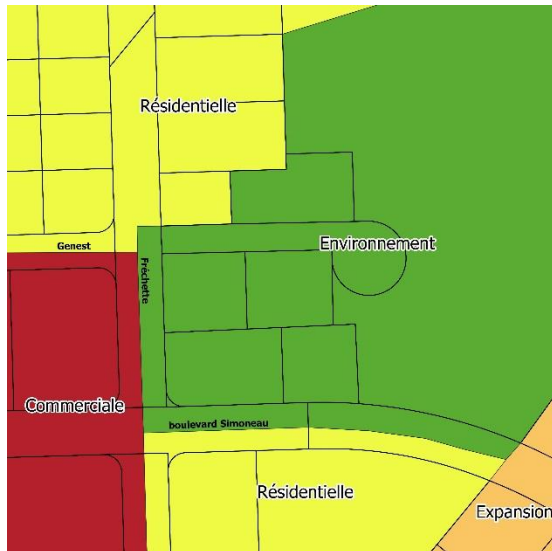 Résidentielle
Genest
Environnement
Fréchette
Commerciale
boulevard Simoneau
Résidentielle
Expansion